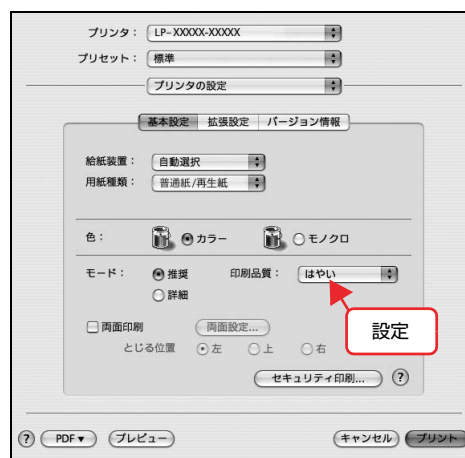 プリンタ： LP-XXXXX-XXXXX
プリセット： 標準
プリンタの設定
基本設定 拡張設定 バージョン情報
給紙装置： 自動選択
用紙種類： 普通紙/再生紙
色： カラー モノクロ
モード： 推奨 印刷品質： はやい
詳細
設定
両面印刷 両面設定...
とじる位置 左 上 右
セキュリティ印刷... ?
? PDF▼ プレビュー キャンセル プリント